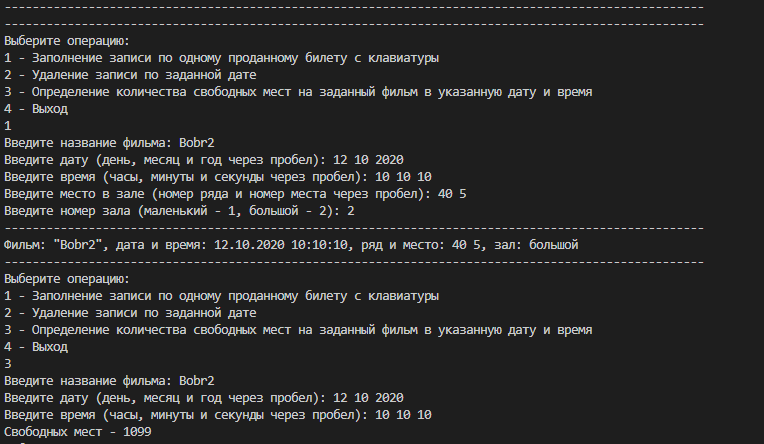 ------------------------------------------------------------------------------------------
------------------------------------------------------------------------------------------
Выберите операцию:
1 - Заполнение записи по одному проданному билету с клавиатуры
2 - Удаление записи по заданной дате
3 - Определение количества свободных мест на заданный фильм в указанную дату и время
4 - Выход
1
Введите название фильма: Bobr2
Введите дату (день, месяц и год через пробел): 12 10 2020
Введите время (часы, минуты и секунды через пробел): 10 10 10
Введите место в зале (номер ряда и номер места через пробел): 40 5
Введите номер зала (маленький - 1, большой - 2): 2
------------------------------------------------------------------------------------------
Фильм: "Bobr2", дата и время: 12.10.2020 10:10:10, ряд и место: 40 5, зал: большой
------------------------------------------------------------------------------------------
Выберите операцию:
1 - Заполнение записи по одному проданному билету с клавиатуры
2 - Удаление записи по заданной дате
3 - Определение количества свободных мест на заданный фильм в указанную дату и время
4 - Выход
3
Введите название фильма: Bobr2
Введите дату (день, месяц и год через пробел): 12 10 2020
Введите время (часы, минуты и секунды через пробел): 10 10 10
Свободных мест - 1099